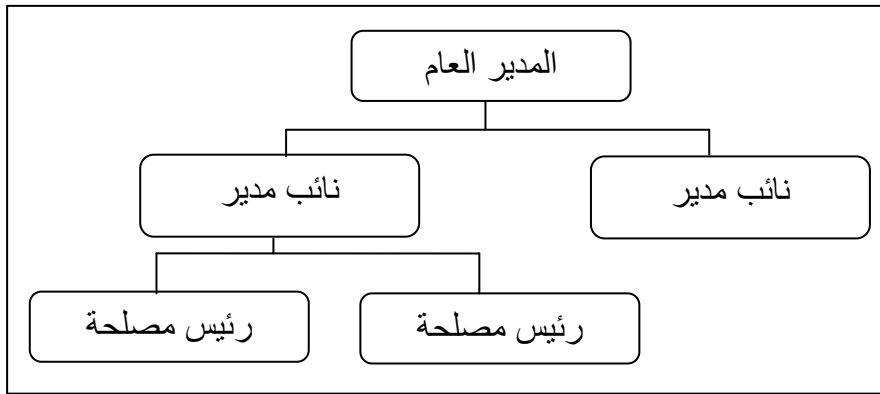 المدير العام
نائب مدير
نائب مدير
رئيس مصلحة
رئيس مصلحة